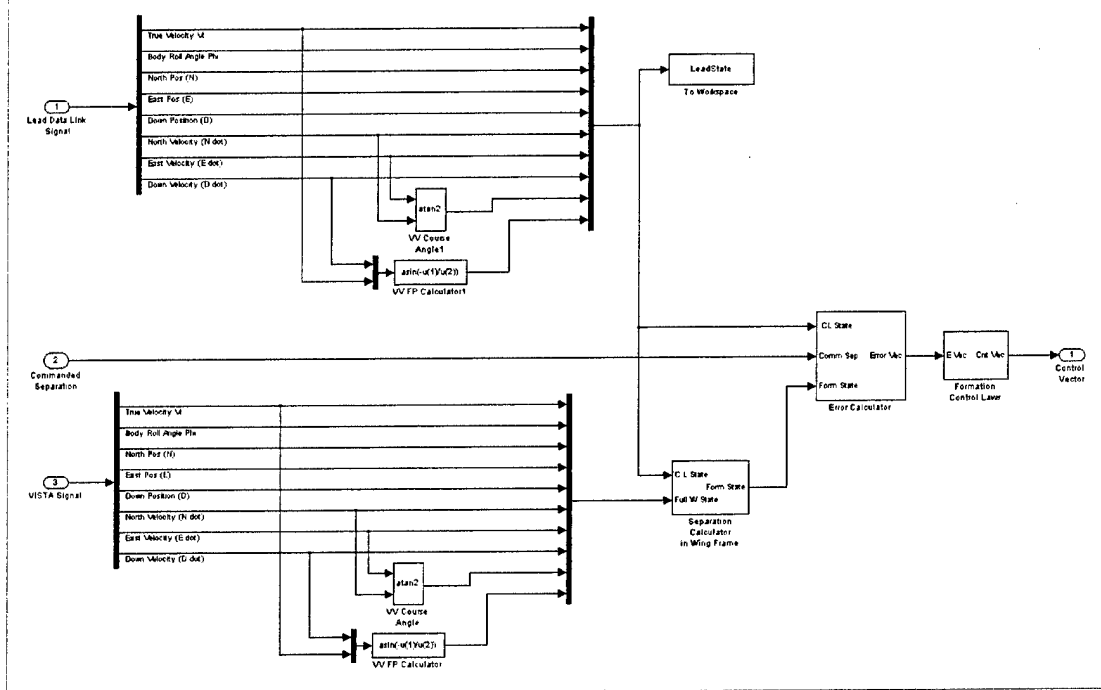 True Velocity Vt
Body Roll Angle Phi
North Pos (N)
East Pos (E)
Down Position (D)
North Velocity (N dot)
East Velocity (E dot)
Down Velocity (D dot)
1
Lead Data Link
Signal
atan2
VV Course
Angle1
asin(-u(1)/u(2))
VV FP Calculator1
LeadState
To Workspace
2
Commanded
Separation
CL State
Comm Sep
Error Vec
Form State
Error Calculator
E Vec
Cnt Vec
Formation
Control Laver
1
Control
Vector
True Velocity Vt
Body Roll Angle Phi
North Pos (N)
East Pos (E)
Down Position (D)
North Velocity (N dot)
East Velocity (E dot)
Down Velocity (D dot)
3
VISTA Signal
atan2
VV Course
Angle
asin(-u(1)/u(2))
VV FP Calculator
C L State
Form State
Full W State
Separation
Calculator
in Wing Frame